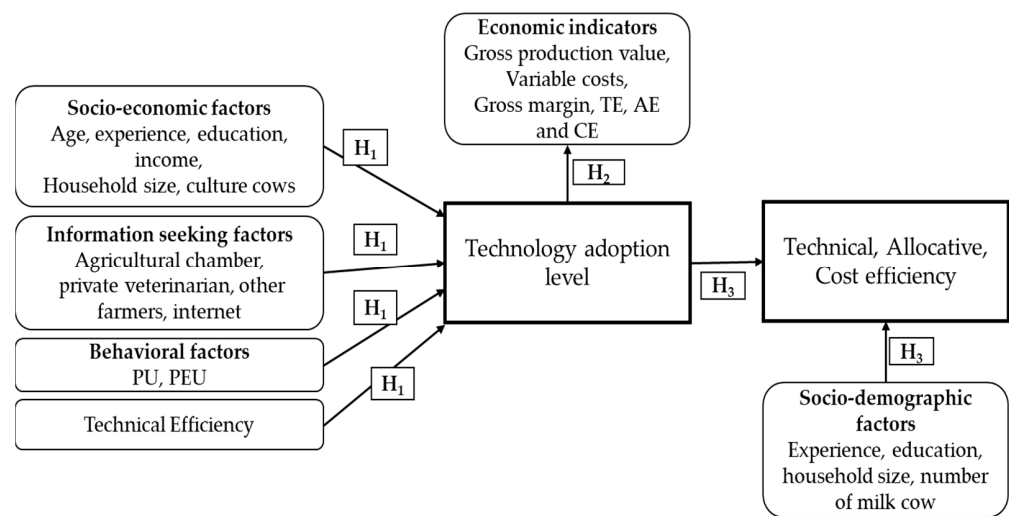 Economic indicators
Gross production value,
Variable costs,
Gross margin, TE, AE
and CE
Socio-economic factors
Age, experience, education,
income,
Household size, culture cows
H₁
H₂
Information seeking factors
Agricultural chamber,
private veterinarian, other
farmers, internet
H₁
Technology adoption
level
H₃
Technical, Allocative,
Cost efficiency
H₁
Behavioral factors
PU, PEU
H₁
Technical Efficiency
H₃
Socio-demographic
factors
Experience, education,
household size, number
of milk cow